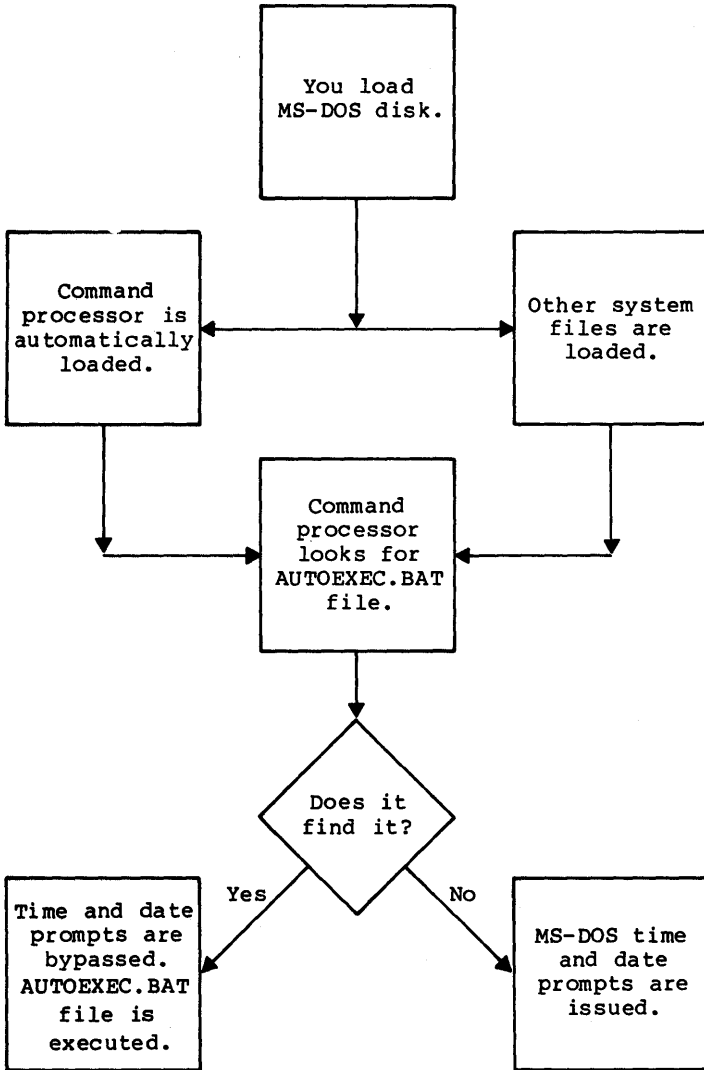 You load
MS-DOS disk.
Command
processor is
automatically
loaded.
Other system
files are
loaded.
Command
processor
looks for
AUTOEXEC.BAT
file.
Does it
find it?
Yes
No
Time and date
prompts are
bypassed.
AUTOEXEC.BAT
file is
executed.
MS-DOS time
and date
prompts are
issued.